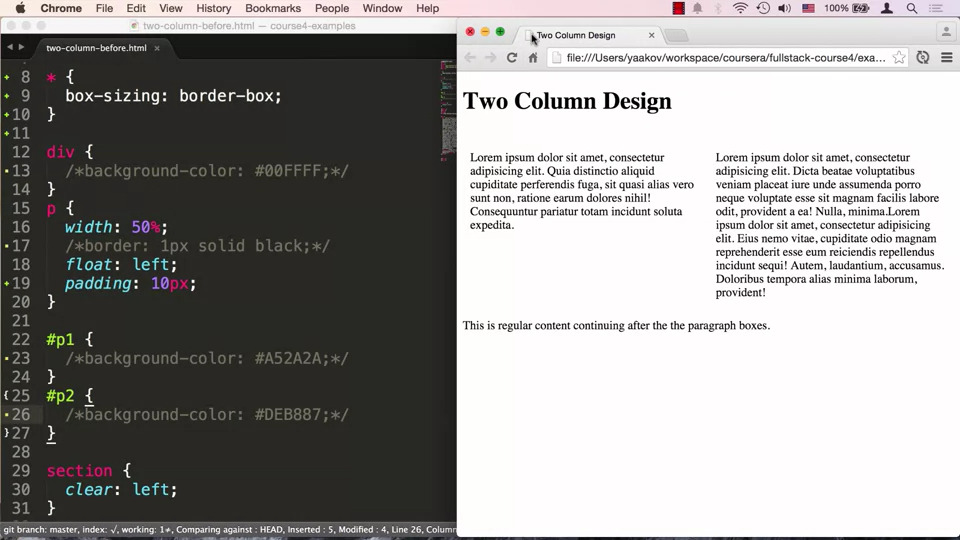 Chrome File Edit View History Bookmarks People Window Help 100%
two-column-before.html — course4-examples
two-column-before.html ×
8 * {
9 box-sizing: border-box;
10 }
11
12 div {
13 /*background-color: #00FFFF;*/
14 }
15 p {
16 width: 50%;
17 /*border: 1px solid black;*/
18 float: left;
19 padding: 10px;
20 }
21
22 #p1 {
23 /*background-color: #A52A2A;*/
24 }
25 #p2 {
26 /*background-color: #DEB887;*/
27 }
28
29 section {
30 clear: left;
31 }
git branch: master, index: √, working: 1≠, Comparing against : HEAD, Inserted : 5, Modified : 4, Line 26, Column
Two Column Design ×
file:///Users/yaakov/workspace/coursera/fullstack-course4/exa...
Two Column Design
Lorem ipsum dolor sit amet, consectetur
adipisicing elit. Quia distinctio aliquid
cupiditate perferendis fuga, sit quasi alias vero
sunt non, ratione earum dolores nihil!
Consequuntur pariatur totam incidunt soluta
expedita.
Lorem ipsum dolor sit amet, consectetur
adipisicing elit. Dicta beatae voluptatibus
veniam placeat iure unde assumenda porro
neque voluptate esse sit magnam facilis labore
odit, provident a ea! Nulla, minima.Lorem
ipsum dolor sit amet, consectetur adipisicing
elit. Eius nemo vitae, cupiditate odio magnam
reprehenderit esse eum reiciendis repellendus
incidunt sequi! Autem, laudantium, accusamus.
Doloribus tempora alias minima laborum,
provident!
This is regular content continuing after the the paragraph boxes.